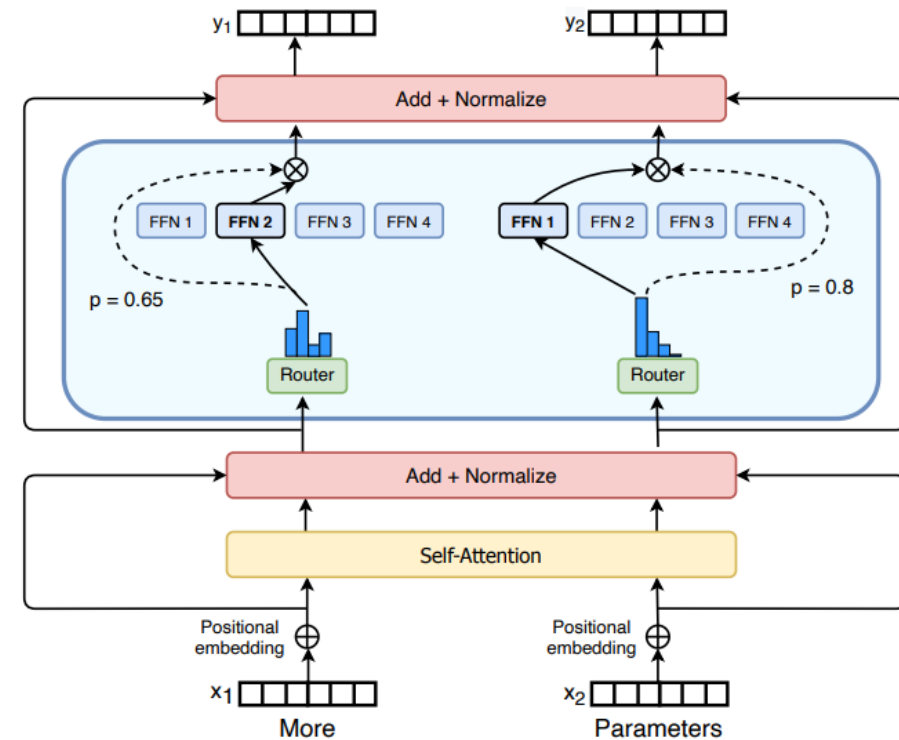 y1
y2
Add + Normalize
FFN 1
FFN 2
FFN 3
FFN 4
FFN 1
FFN 2
FFN 3
FFN 4
p = 0.65
p = 0.8
Router
Router
Add + Normalize
Self-Attention
Positional
embedding
Positional
embedding
x1
x2
More
Parameters